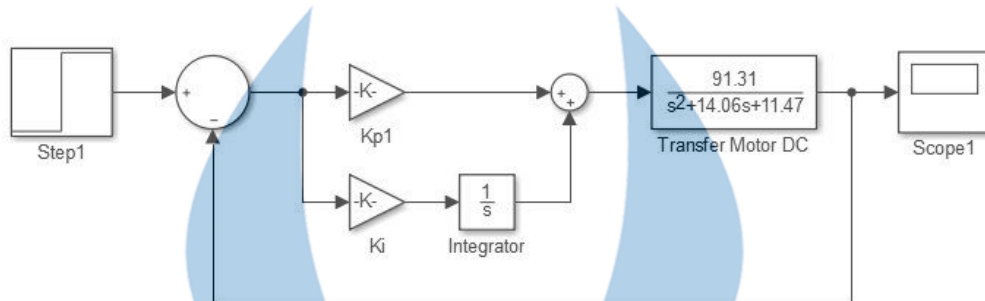 Step1
+
−
-K-
Kp1
-K-
Ki
1
s
Integrator
+
+
91.31
s2+14.06s+11.47
Transfer Motor DC
Scope1